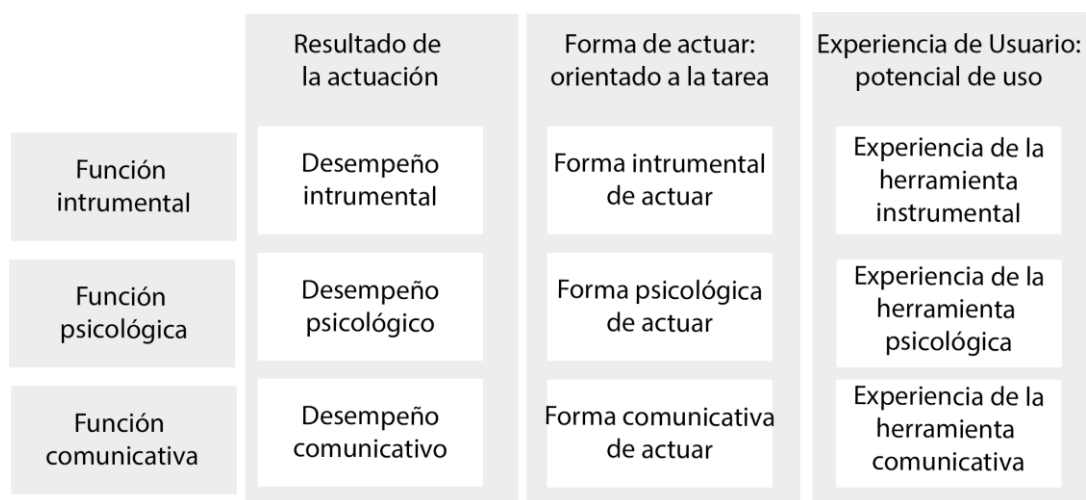 Resultado de
la actuación
Forma de actuar:
orientado a la tarea
Experiencia de Usuario:
potencial de uso
Función
intrumental
Desempeño
intrumental
Forma intrumental
de actuar
Experiencia de la
herramienta
instrumental
Función
psicológica
Desempeño
psicológico
Forma psicológica
de actuar
Experiencia de la
herramienta
psicológica
Función
comunicativa
Desempeño
comunicativo
Forma comunicativa
de actuar
Experiencia de la
herramienta
comunicativa